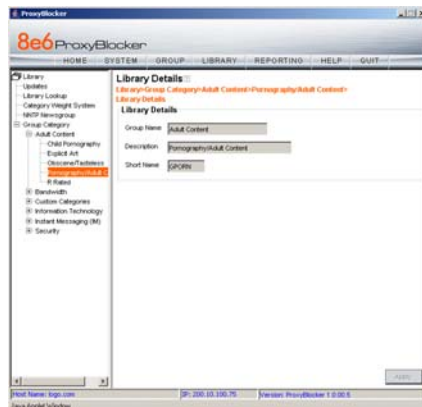 ProxyBlocker
8e6 ProxyBlocker
HOME SYSTEM GROUP LIBRARY REPORTING HELP QUIT
Library
Updates
Library Lookup
Category Weight System
NNTP Newsgroup
Group Category
Adult Content
Child Pornography
Explicit Art
Obscene/Tasteless
Pornography/Adult C
R Rated
Bandwidth
Custom Categories
Information Technology
Instant Messaging (IM)
Security
Library Details
Library>Group Category>Adult Content>Pornography/Adult Content>
Library Details
Library Details
Group Name Adult Content
Description Pornography/Adult Content
Short Name GPORN
Apply
Host Name: logo.com IP: 200.10.100.75 Version: ProxyBlocker 1.0.00.5
Java Applet Window